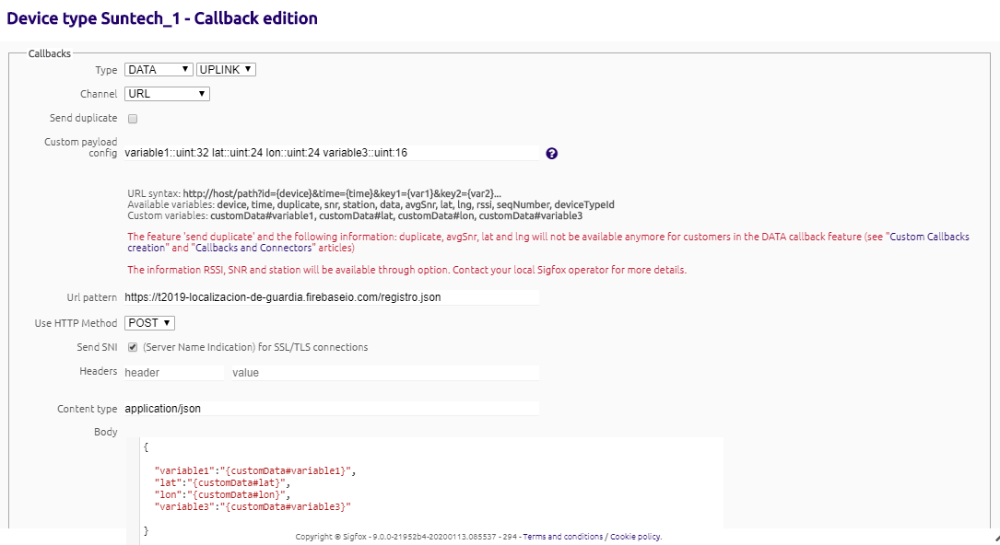 Device type Suntech_1 - Callback edition
Callbacks
Type DATA UPLINK
Channel URL
Send duplicate
Custom payload
config variable1::uint:32 lat::uint:24 lon::uint:24 variable3::uint:16 ?
URL syntax: http://host/path?id={device}&time={time}&key1={var1}&key2={var2}...
Available variables: device, time, duplicate, snr, station, data, avgSnr, lat, lng, rssi, seqNumber, deviceTypeId
Custom variables: customData#variable1, customData#lat, customData#lon, customData#variable3
The feature 'send duplicate' and the following information: duplicate, avgSnr, lat and lng will not be available anymore for customers in the DATA callback feature (see "Custom Callbacks
creation" and "Callbacks and Connectors" articles)
The information RSSI, SNR and station will be available through option. Contact your local Sigfox operator for more details.
Url pattern https://t2019-localizacion-de-guardia.firebaseio.com/registro.json
Use HTTP Method POST
Send SNI (Server Name Indication) for SSL/TLS connections
Headers header value
Content type application/json
Body
{
"variable1":"{customData#variable1}",
"lat":"{customData#lat}",
"lon":"{customData#lon}",
"variable3":"{customData#variable3}"
}
Copyright © Sigfox - 9.0.0-21952b4-20200113.085537 - 294 - Terms and conditions / Cookie policy.